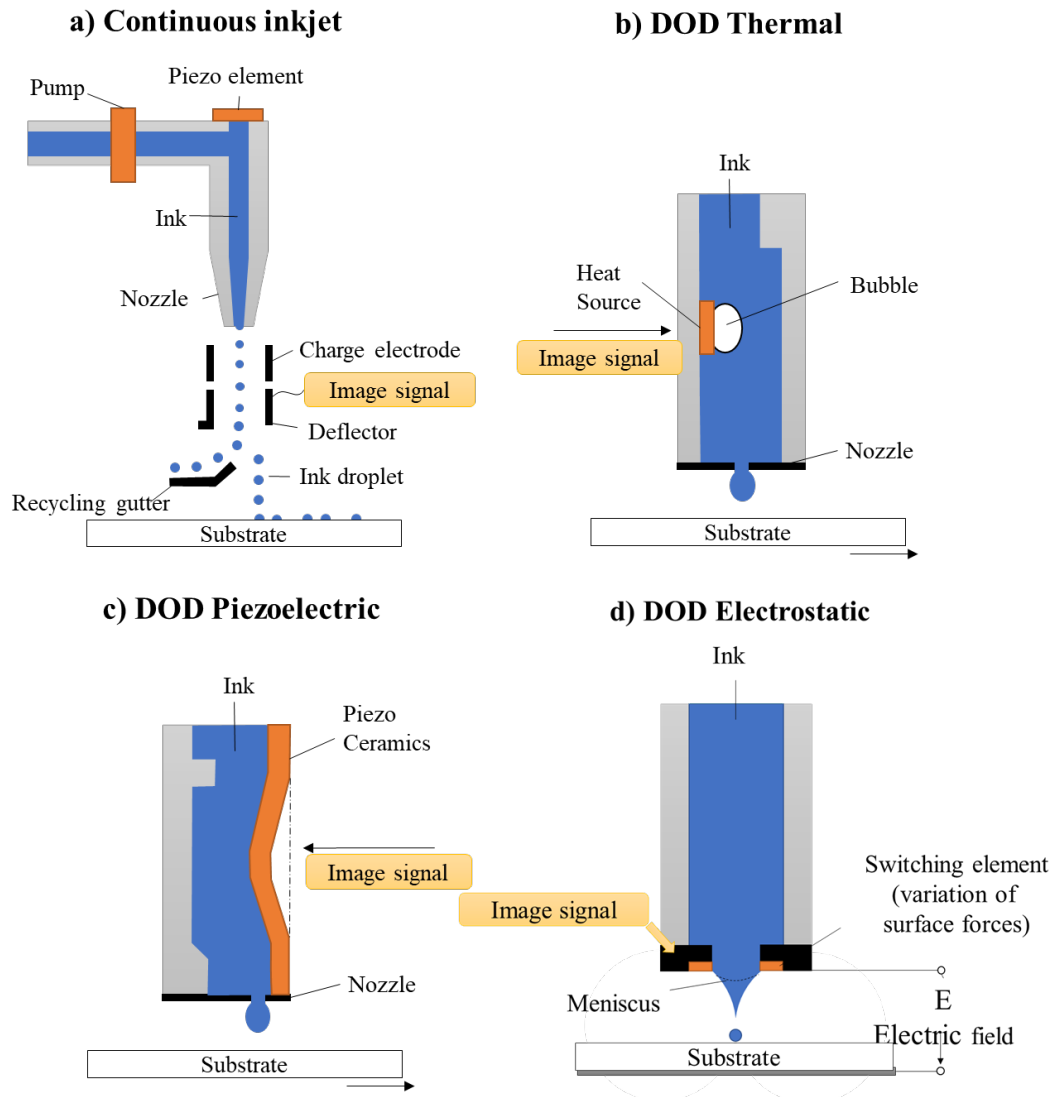 a) Continuous inkjet
Piezo element
Pump
Ink
Nozzle
Charge electrode
Image signal
Deflector
Ink droplet
Recycling gutter
Substrate
b) DOD Thermal
Ink
Heat
Source
Bubble
Image signal
Nozzle
Substrate
c) DOD Piezoelectric
Ink
Piezo
Ceramics
Image signal
Nozzle
Substrate
d) DOD Electrostatic
Ink
Switching element
(variation of
surface forces)
Image signal
Meniscus
E
Electric field
Substrate